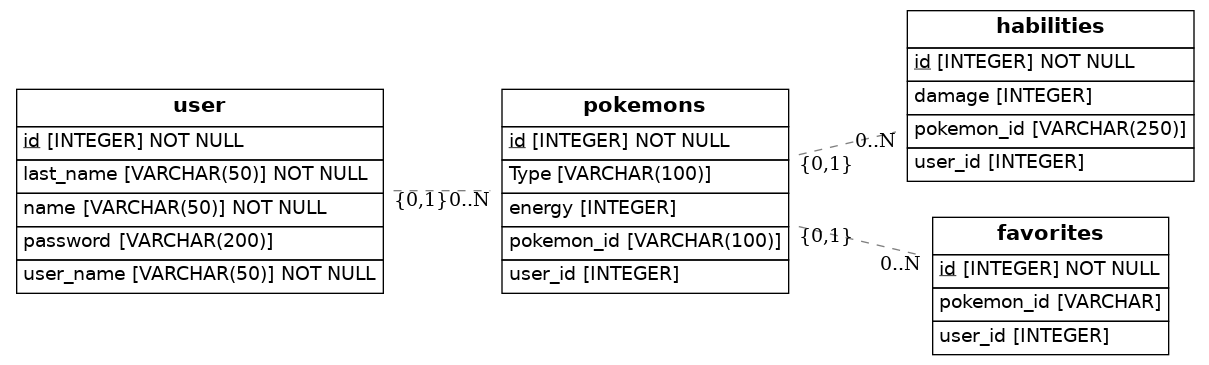 user
id [INTEGER] NOT NULL
last_name [VARCHAR(50)] NOT NULL
name [VARCHAR(50)] NOT NULL
password [VARCHAR(200)]
user_name [VARCHAR(50)] NOT NULL
{0,1}
0..N
pokemons
id [INTEGER] NOT NULL
Type [VARCHAR(100)]
energy [INTEGER]
pokemon_id [VARCHAR(100)]
user_id [INTEGER]
{0,1}
0..N
{0,1}
0..N
habilities
id [INTEGER] NOT NULL
damage [INTEGER]
pokemon_id [VARCHAR(250)]
user_id [INTEGER]
favorites
id [INTEGER] NOT NULL
pokemon_id [VARCHAR]
user_id [INTEGER]